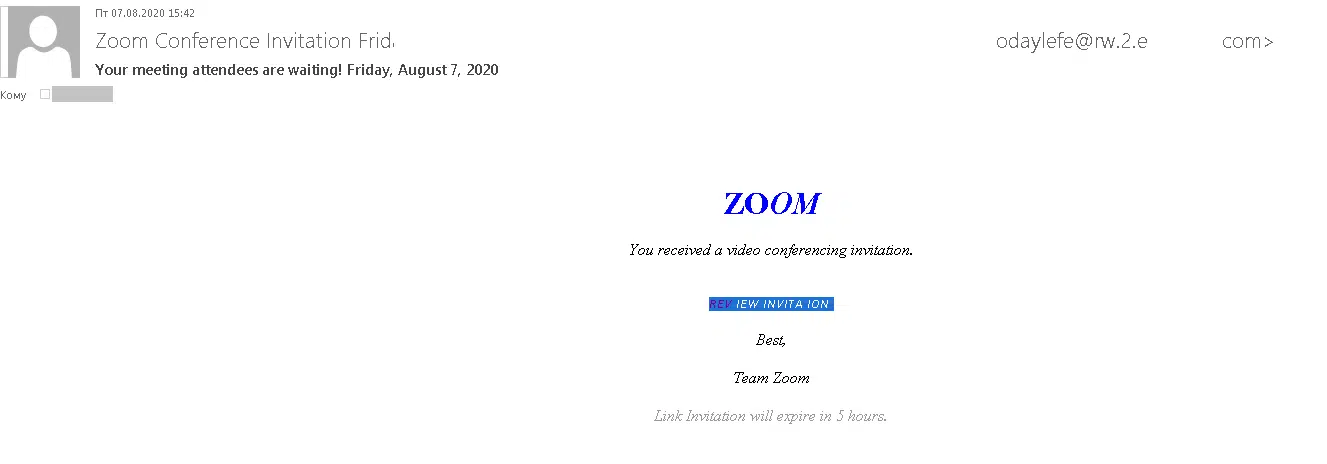 Пт 07.08.2020 15:42
Zoom Conference Invitation Frid odaylefe@rw.2.e com>
Your meeting attendees are waiting! Friday, August 7, 2020
Кому
ZOOM
You received a video conferencing invitation.
REV IEW INVITA ION
Best,
Team Zoom
Link Invitation will expire in 5 hours.